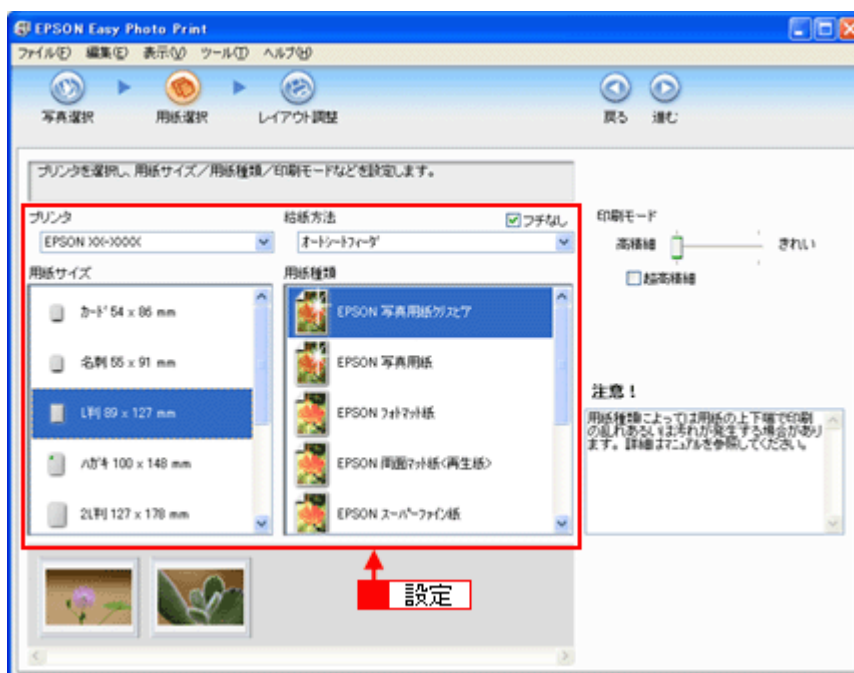 EPSON Easy Photo Print
ファイル(F) 編集(E) 表示(V) ツール(T) ヘルプ(H)
写真選択 用紙選択 レイアウト調整 戻る 進む
プリンタを選択し、用紙サイズ/用紙種類/印刷モードなどを設定します。
プリンタ 給紙方法 フチなし
EPSON XX-XXXX オートシートフィーダ
用紙サイズ 用紙種類
カード 54 x 86 mm
名刺 55 x 91 mm
L判 89 x 127 mm
ハガキ 100 x 148 mm
2L判 127 x 178 mm
EPSON 写真用紙クリスピア
EPSON 写真用紙
EPSON フォトマット紙
EPSON 両面マット紙<再生紙>
EPSON スーパーファイン紙
印刷モード
高精細 きれい
超高精細
注意!
用紙種類によっては用紙の上下端で印刷
の乱れあるいは汚れが発生する場合があり
ます。詳細はマニュアルを参照してください。
設定